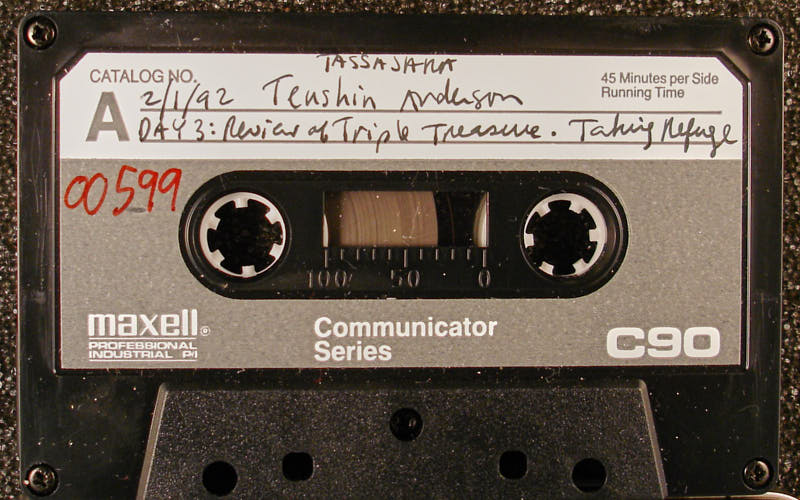 TASSAJARA
CATALOG NO.
45 Minutes per Side
Running Time
A
2/1/92 Tenshin Anderson
DAY 3: Review of Triple Treasure. Taking Refuge
00599
100 50 0
maxell®
PROFESSIONAL
INDUSTRIAL P/I
Communicator
Series
C90